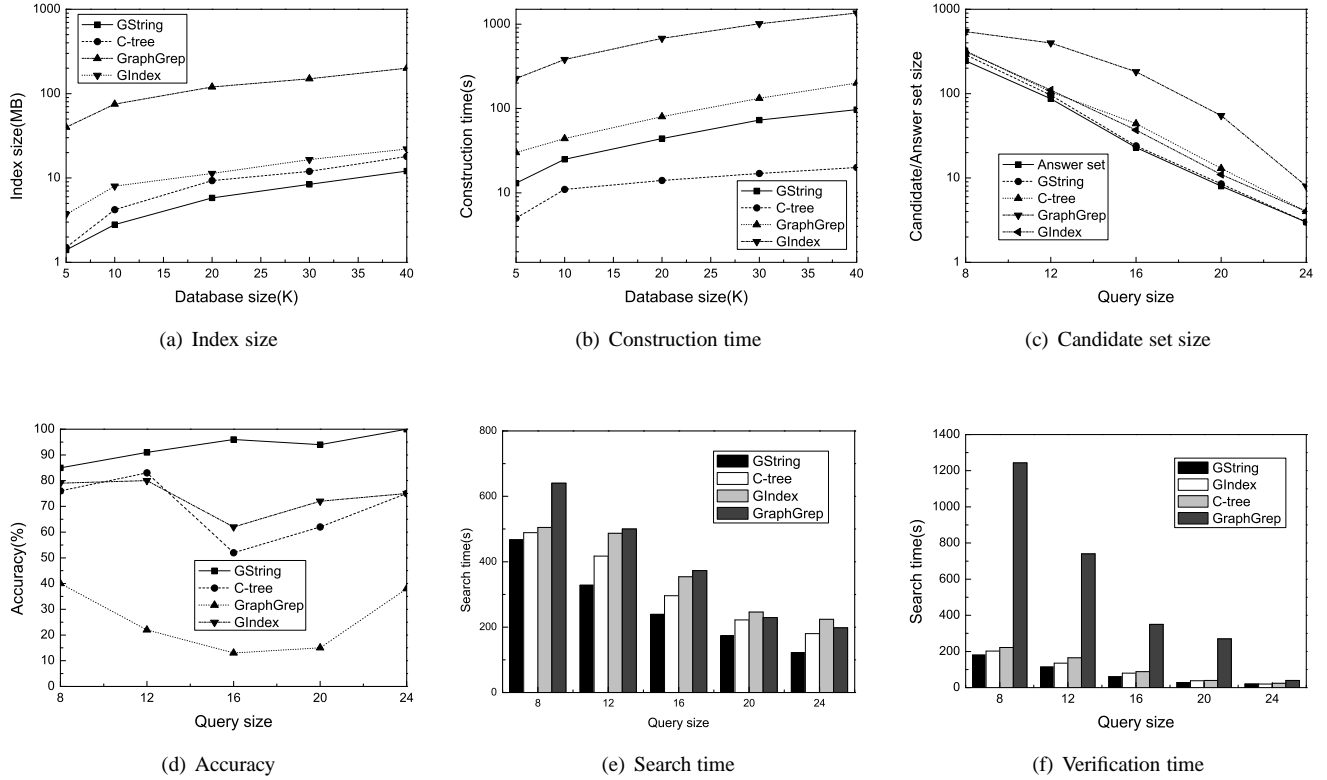 1000
100
10
1
Index size(MB)
GString
C-tree
GraphGrep
GIndex
5 10 15 20 25 30 35 40
Database size(K)
(a) Index size
1000
100
10
Construction time(s)
GString
C-tree
GraphGrep
GIndex
5 10 15 20 25 30 35 40
Database size(K)
(b) Construction time
1000
100
10
1
Candidate/Answer set size
Answer set
GString
C-tree
GraphGrep
GIndex
8 12 16 20 24
Query size
(c) Candidate set size
100
90
80
70
60
50
40
30
20
10
0
Accuracy(%)
GString
C-tree
GraphGrep
GIndex
8 12 16 20 24
Query size
(d) Accuracy
800
600
400
200
0
Search time(s)
GString
C-tree
GIndex
GraphGrep
8 12 16 20 24
Query size
(e) Search time
1400
1200
1000
800
600
400
200
0
Search time(s)
GString
GIndex
C-tree
GraphGrep
8 12 16 20 24
Query size
(f) Verification time